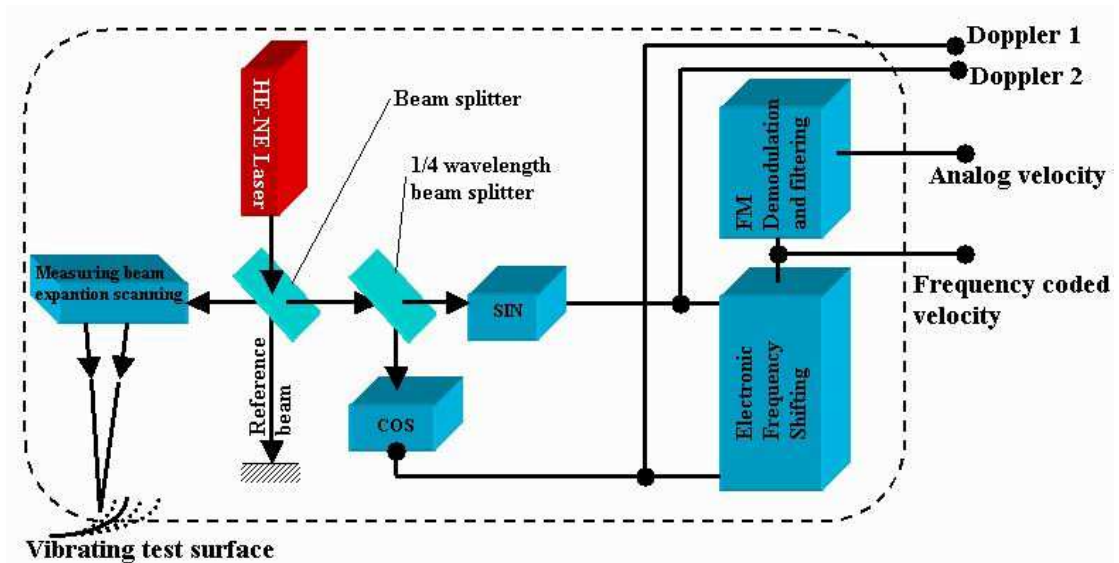 Doppler 1
Doppler 2
HE-NE Laser
Beam splitter
1/4 wavelength
beam splitter
FM
Demodulation
and filtering
Analog velocity
Measuring beam
expantion scanning
SIN
Frequency coded
velocity
Reference
beam
COS
Electronic
Frequency
Shifting
Vibrating test surface